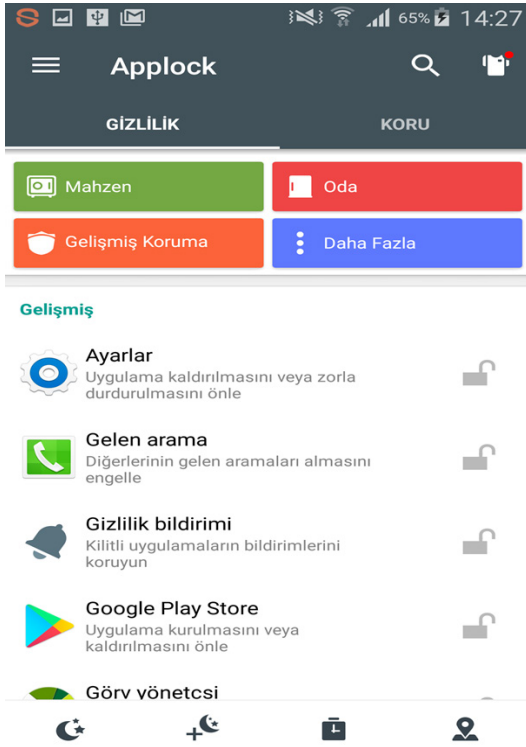 65% 14:27
Applock
GİZLİLİK KORU
Mahzen Oda
Gelişmiş Koruma Daha Fazla
Gelişmiş
Ayarlar
Uygulama kaldırılmasını veya zorla
durdurulmasını önle
Gelen arama
Diğerlerinin gelen aramaları almasını
engelle
Gizlilik bildirimi
Kilitli uygulamaların bildirimlerini
koruyun
Google Play Store
Uygulama kurulmasını veya
kaldırılmasını önle
Görv yönetcsi